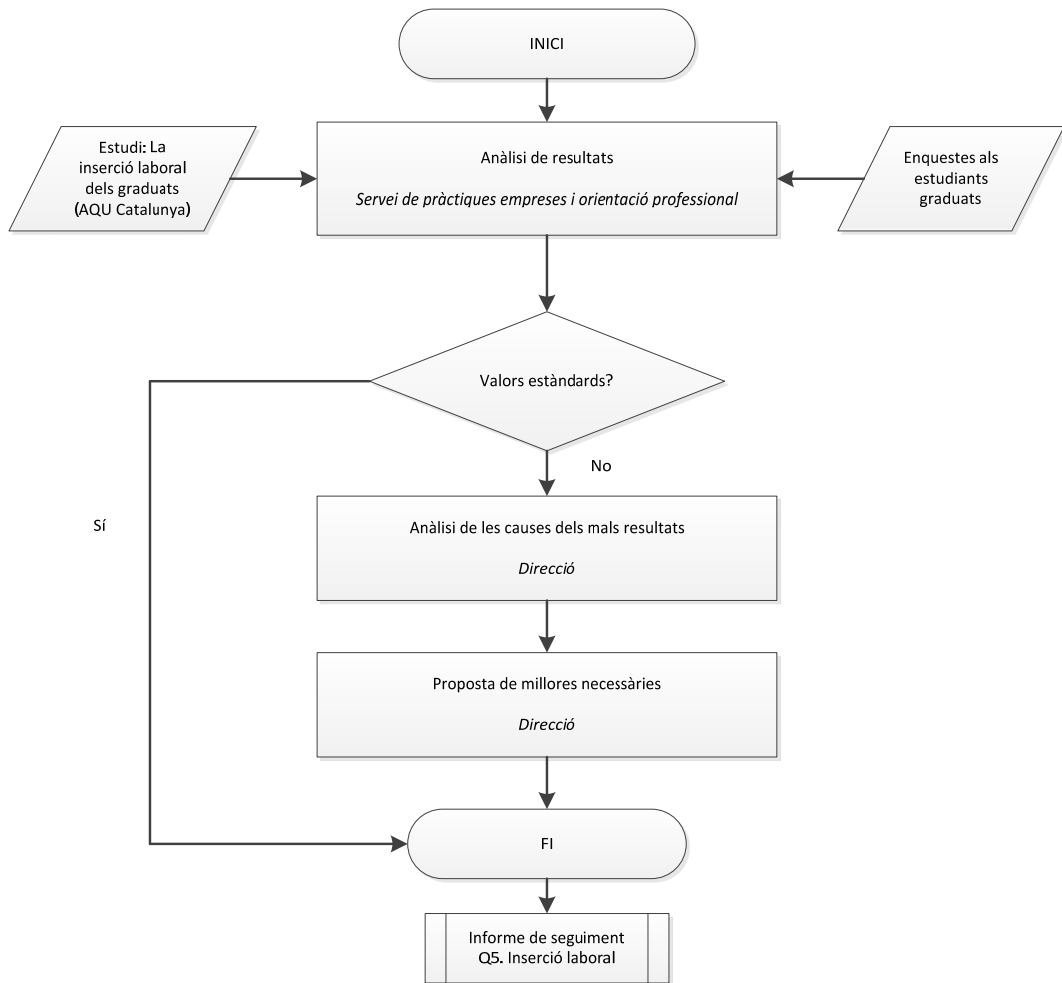 INICI
Estudi: La
inserció laboral
dels graduats
(AQU Catalunya)
Anàlisi de resultats
Servei de pràctiques empreses i orientació professional
Enquestes als
estudiants
graduats
Valors estàndards?
No
Sí
Anàlisi de les causes dels mals resultats
Direcció
Proposta de millores necessàries
Direcció
FI
Informe de seguiment
Q5. Inserció laboral